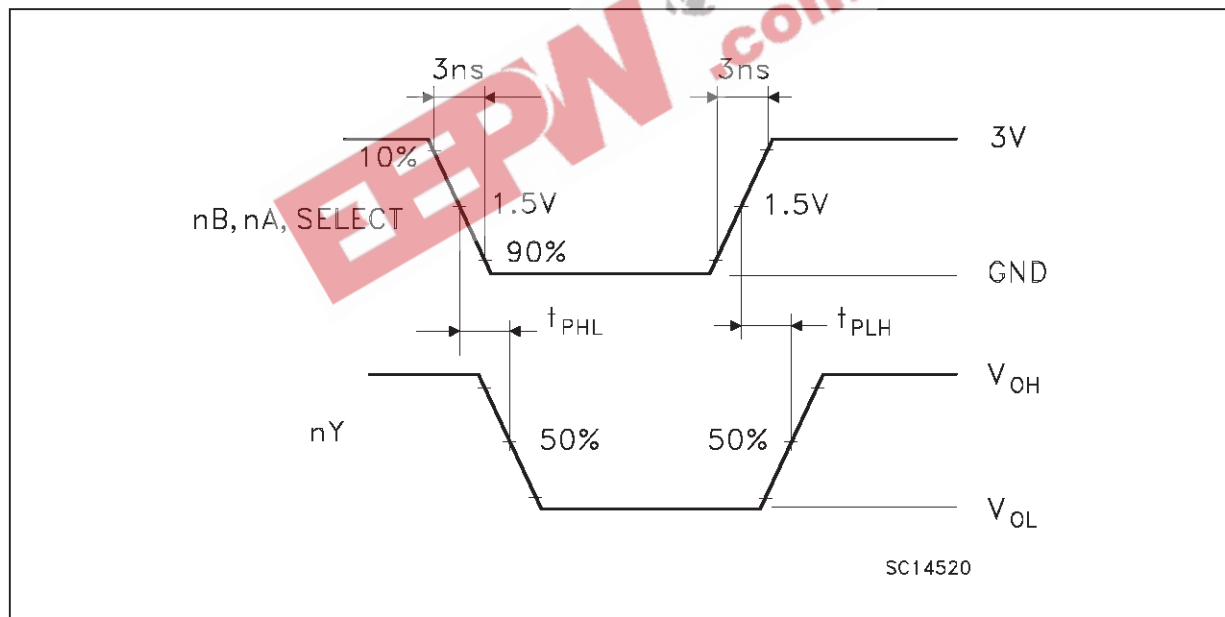 EEPW
.com
3ns 3ns
10% 3V
nB, nA, SELECT 1.5V 1.5V
90% GND
tPHL tPLH
VOH
nY 50% 50%
VOL
SC14520